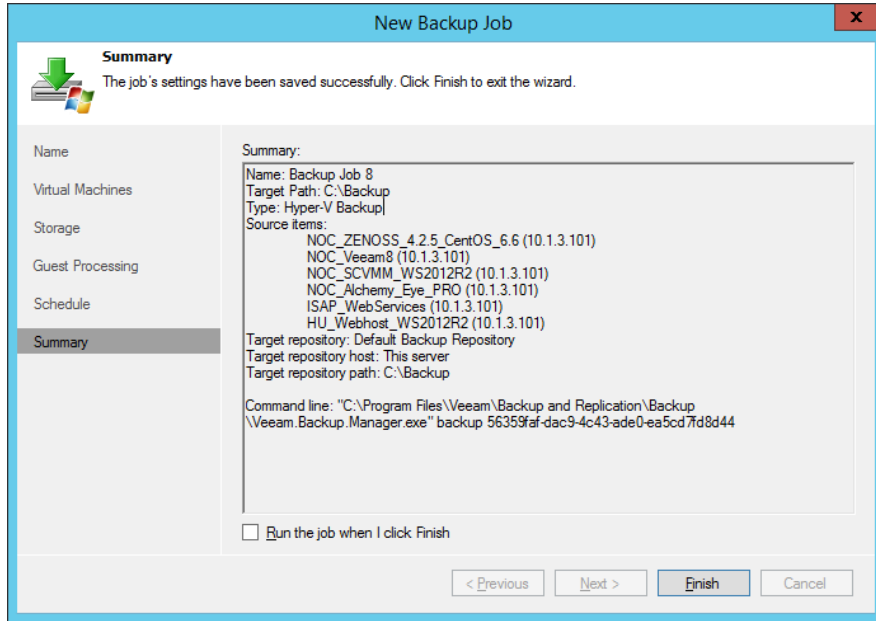 New Backup Job
x
Summary
The job's settings have been saved successfully. Click Finish to exit the wizard.
Name
Virtual Machines
Storage
Guest Processing
Schedule
Summary
Summary:
Name: Backup Job 8
Target Path: C:\Backup
Type: Hyper-V Backup
Source items:
NOC_ZENOSS_4.2.5_CentOS_6.6 (10.1.3.101)
NOC_Veeam8 (10.1.3.101)
NOC_SCVMM_WS2012R2 (10.1.3.101)
NOC_Alchemy_Eye_PRO (10.1.3.101)
ISAP_WebServices (10.1.3.101)
HU_Webhost_WS2012R2 (10.1.3.101)
Target repository: Default Backup Repository
Target repository host: This server
Target repository path: C:\Backup
Command line: "C:\Program Files\Veeam\Backup and Replication\Backup
\Veeam.Backup.Manager.exe" backup 56359faf-dac9-4c43-ade0-ea5cd7fd8d44
Run the job when I click Finish
< Previous
Next >
Finish
Cancel